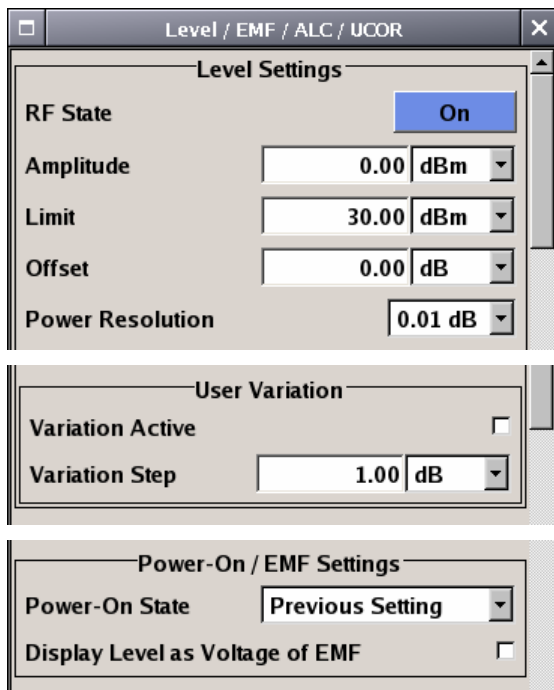 Level / EMF / ALC / UCOR
Level Settings
RF State On
Amplitude 0.00 dBm
Limit 30.00 dBm
Offset 0.00 dB
Power Resolution 0.01 dB
User Variation
Variation Active
Variation Step 1.00 dB
Power-On / EMF Settings
Power-On State Previous Setting
Display Level as Voltage of EMF